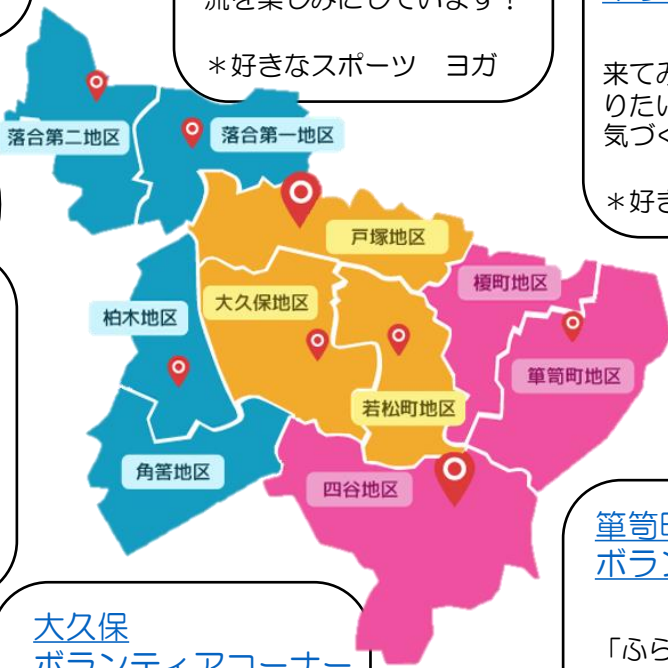 流を楽しみにしています！
＊好きなスポーツ　ヨガ
来てみ
りたい
気づく
＊好き
落合第二地区
落合第一地区
戸塚地区
榎町地区
大久保地区
柏木地区
箪笥町地区
若松町地区
角筈地区
四谷地区
箪笥町
ボラン
「ふら
大久保
ボランティアコーナー